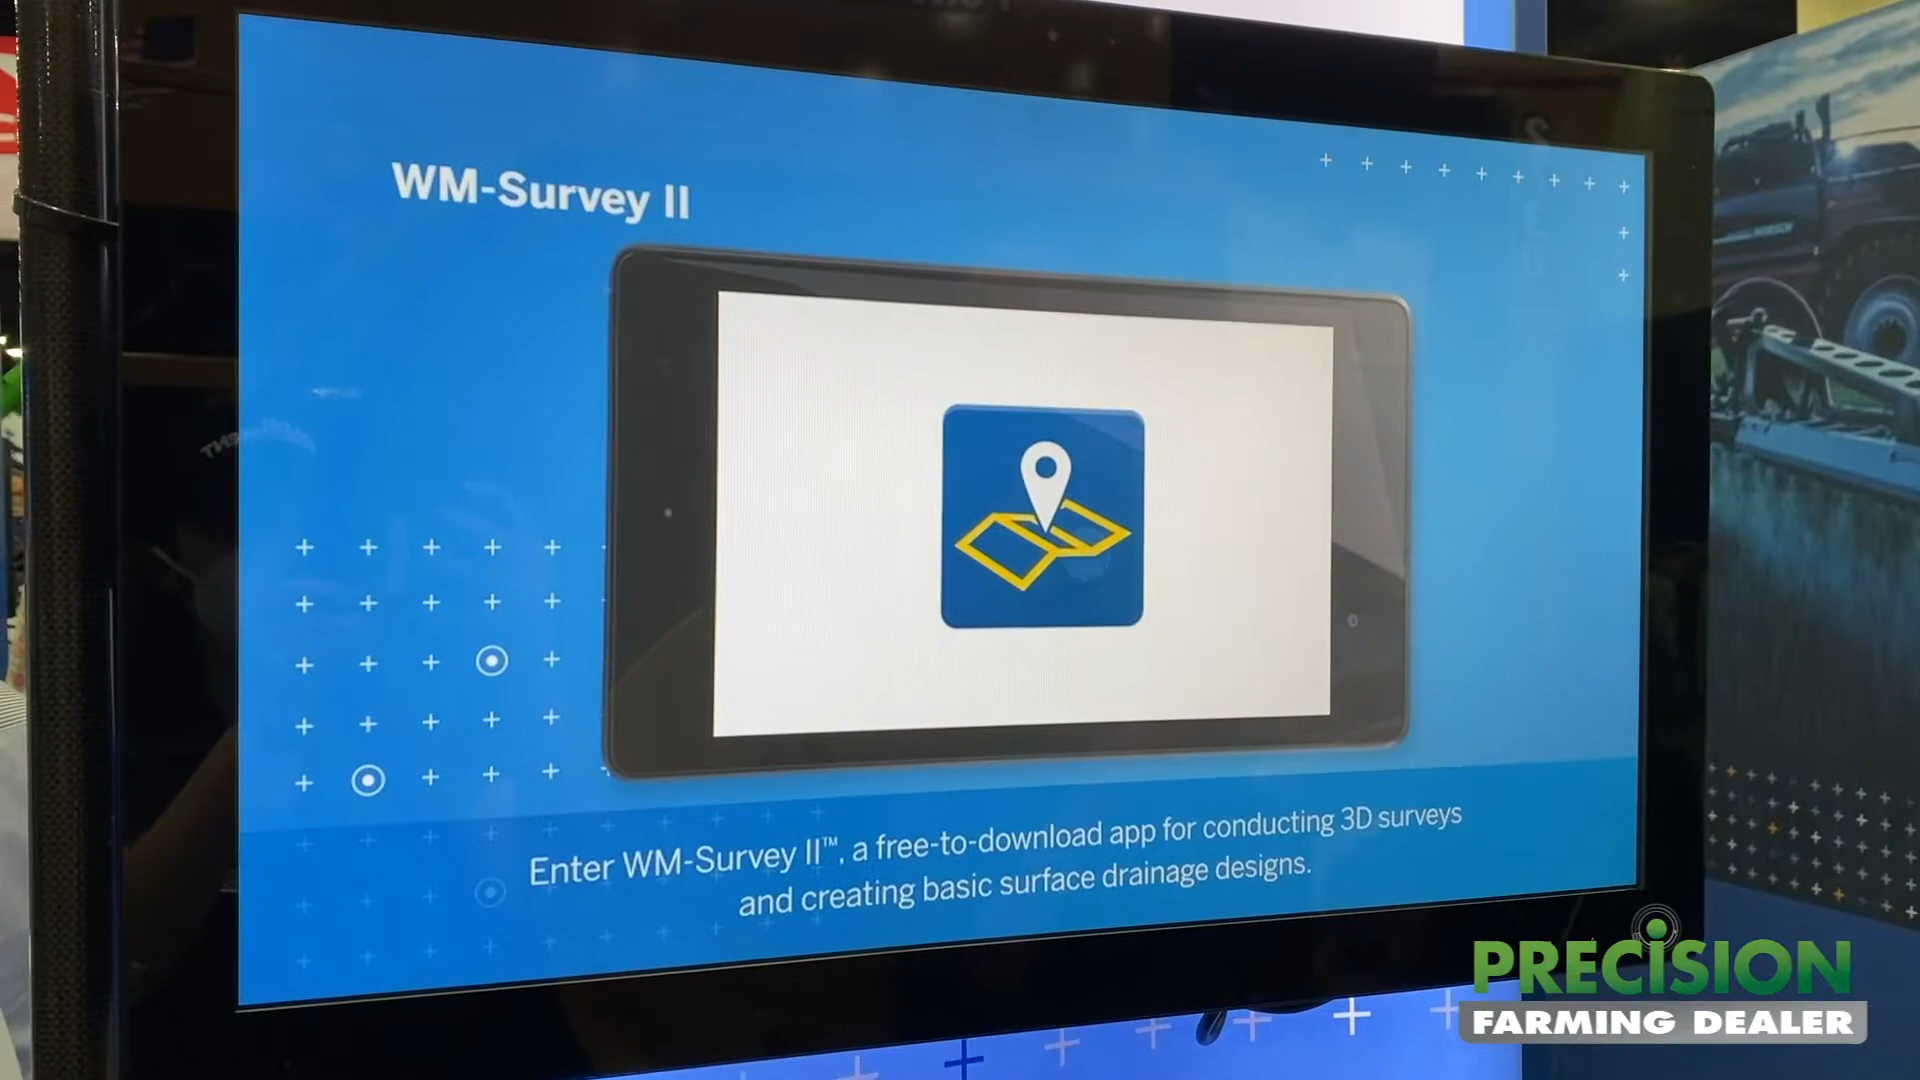 WM-Survey II
HORSCH
Enter WM-Survey II™, a free-to-download app for conducting 3D surveys
and creating basic surface drainage designs.
PRECISION
FARMING DEALER